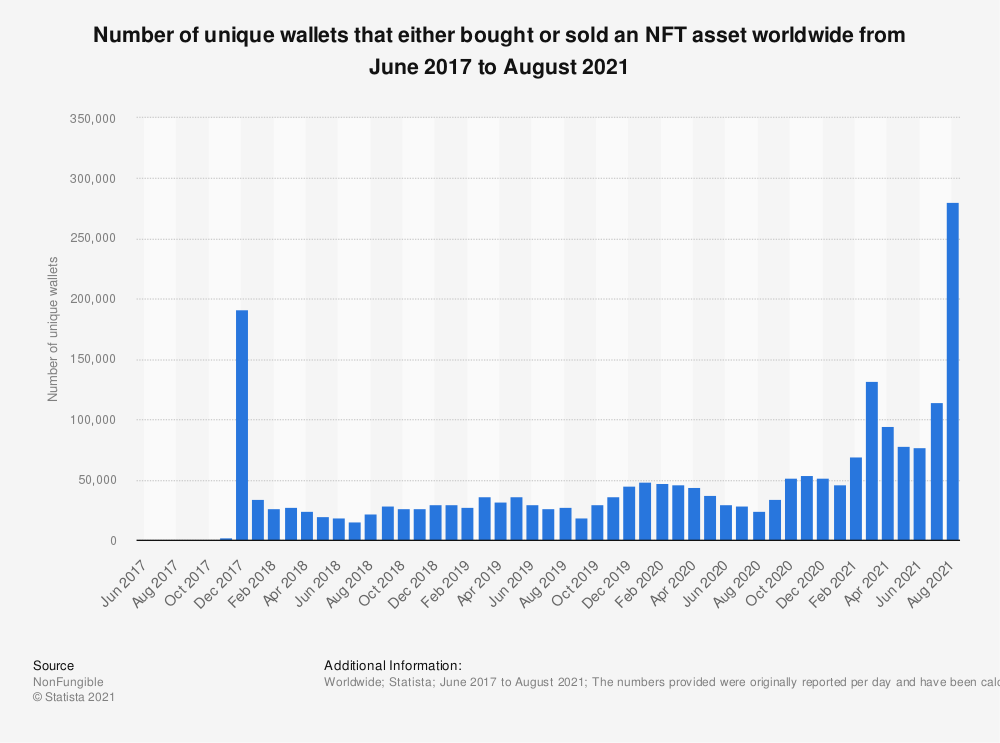 Number of unique wallets that either bought or sold an NFT asset worldwide from
June 2017 to August 2021
350,000
300,000
250,000
200,000
150,000
100,000
50,000
0
Number of unique wallets
Jun 2017
Aug 2017
Oct 2017
Dec 2017
Feb 2018
Apr 2018
Jun 2018
Aug 2018
Oct 2018
Dec 2018
Feb 2019
Apr 2019
Jun 2019
Aug 2019
Oct 2019
Dec 2019
Feb 2020
Apr 2020
Jun 2020
Aug 2020
Oct 2020
Dec 2020
Feb 2021
Apr 2021
Jun 2021
Aug 2021
Source
NonFungible
© Statista 2021
Additional Information:
Worldwide; Statista; June 2017 to August 2021; The numbers provided were originally reported per day and have been